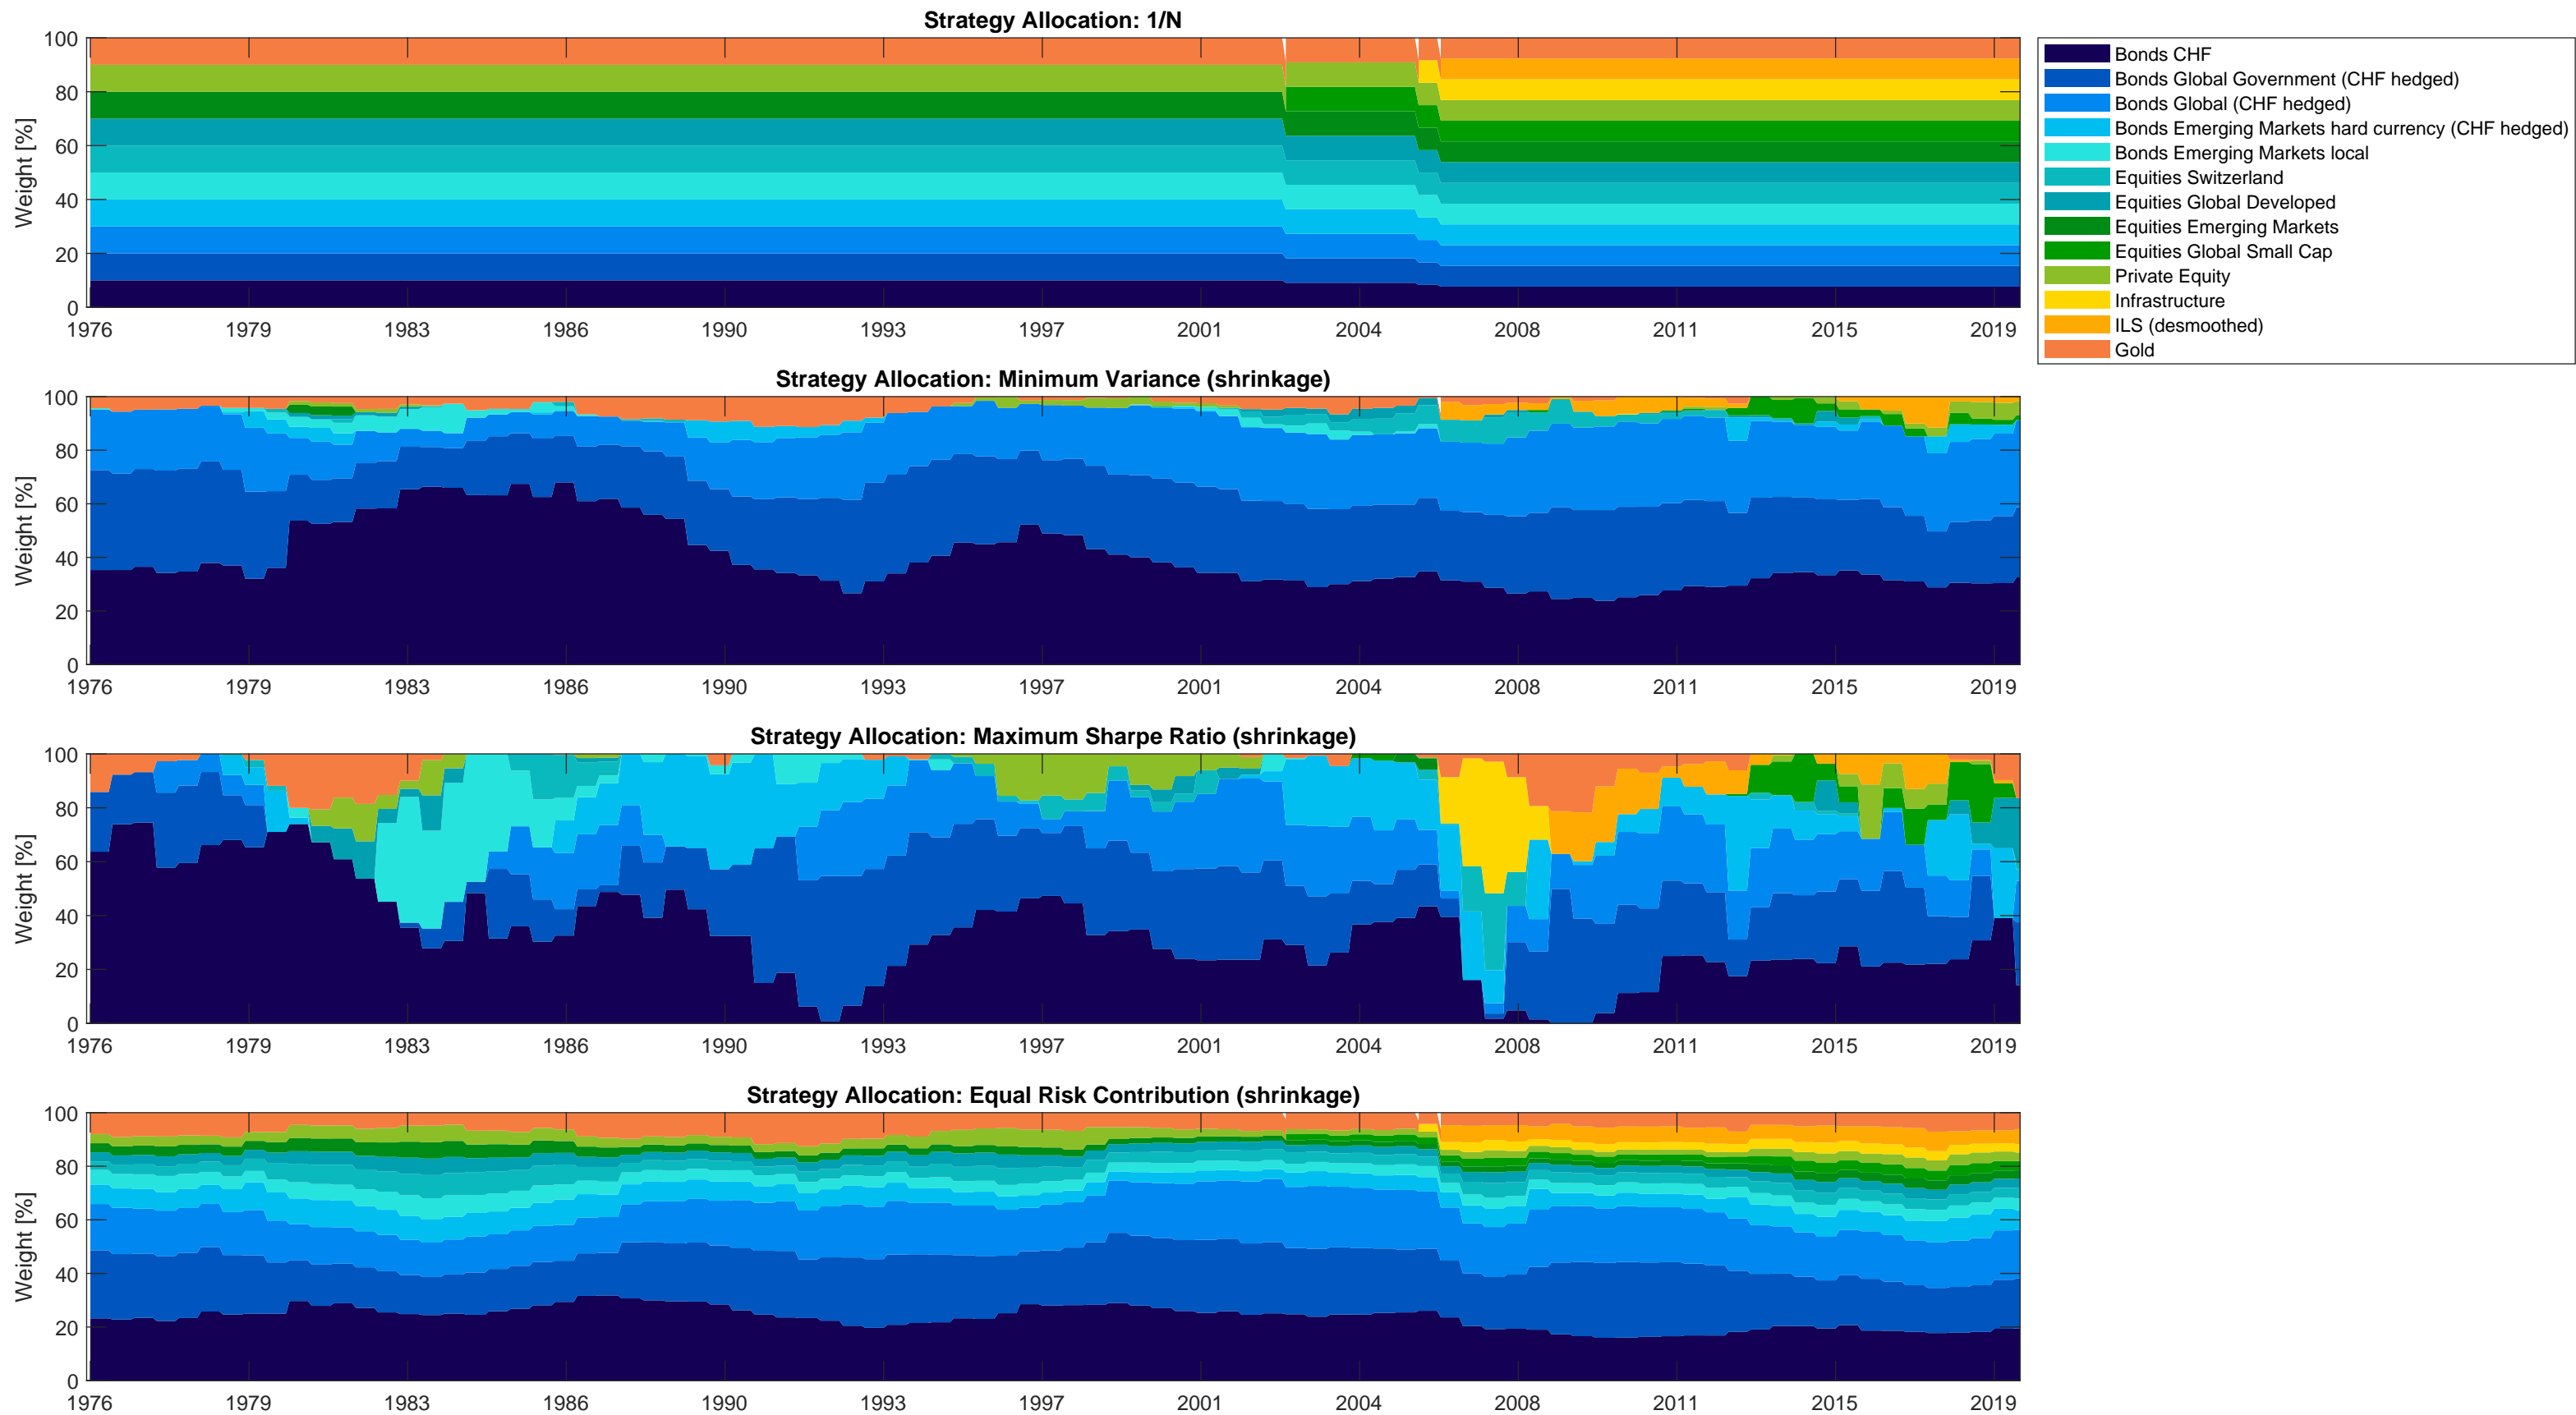 Strategy Allocation: 1/N
Weight [%]
100
80
60
40
20
0
1976 1979 1983 1986 1990 1993 1997 2001 2004 2008 2011 2015 2019
Bonds CHF
Bonds Global Government (CHF hedged)
Bonds Global (CHF hedged)
Bonds Emerging Markets hard currency (CHF hedged)
Bonds Emerging Markets local
Equities Switzerland
Equities Global Developed
Equities Emerging Markets
Equities Global Small Cap
Private Equity
Infrastructure
ILS (desmoothed)
Gold
Strategy Allocation: Minimum Variance (shrinkage)
Weight [%]
100
80
60
40
20
0
1976 1979 1983 1986 1990 1993 1997 2001 2004 2008 2011 2015 2019
Strategy Allocation: Maximum Sharpe Ratio (shrinkage)
Weight [%]
100
80
60
40
20
0
1976 1979 1983 1986 1990 1993 1997 2001 2004 2008 2011 2015 2019
Strategy Allocation: Equal Risk Contribution (shrinkage)
Weight [%]
100
80
60
40
20
0
1976 1979 1983 1986 1990 1993 1997 2001 2004 2008 2011 2015 2019